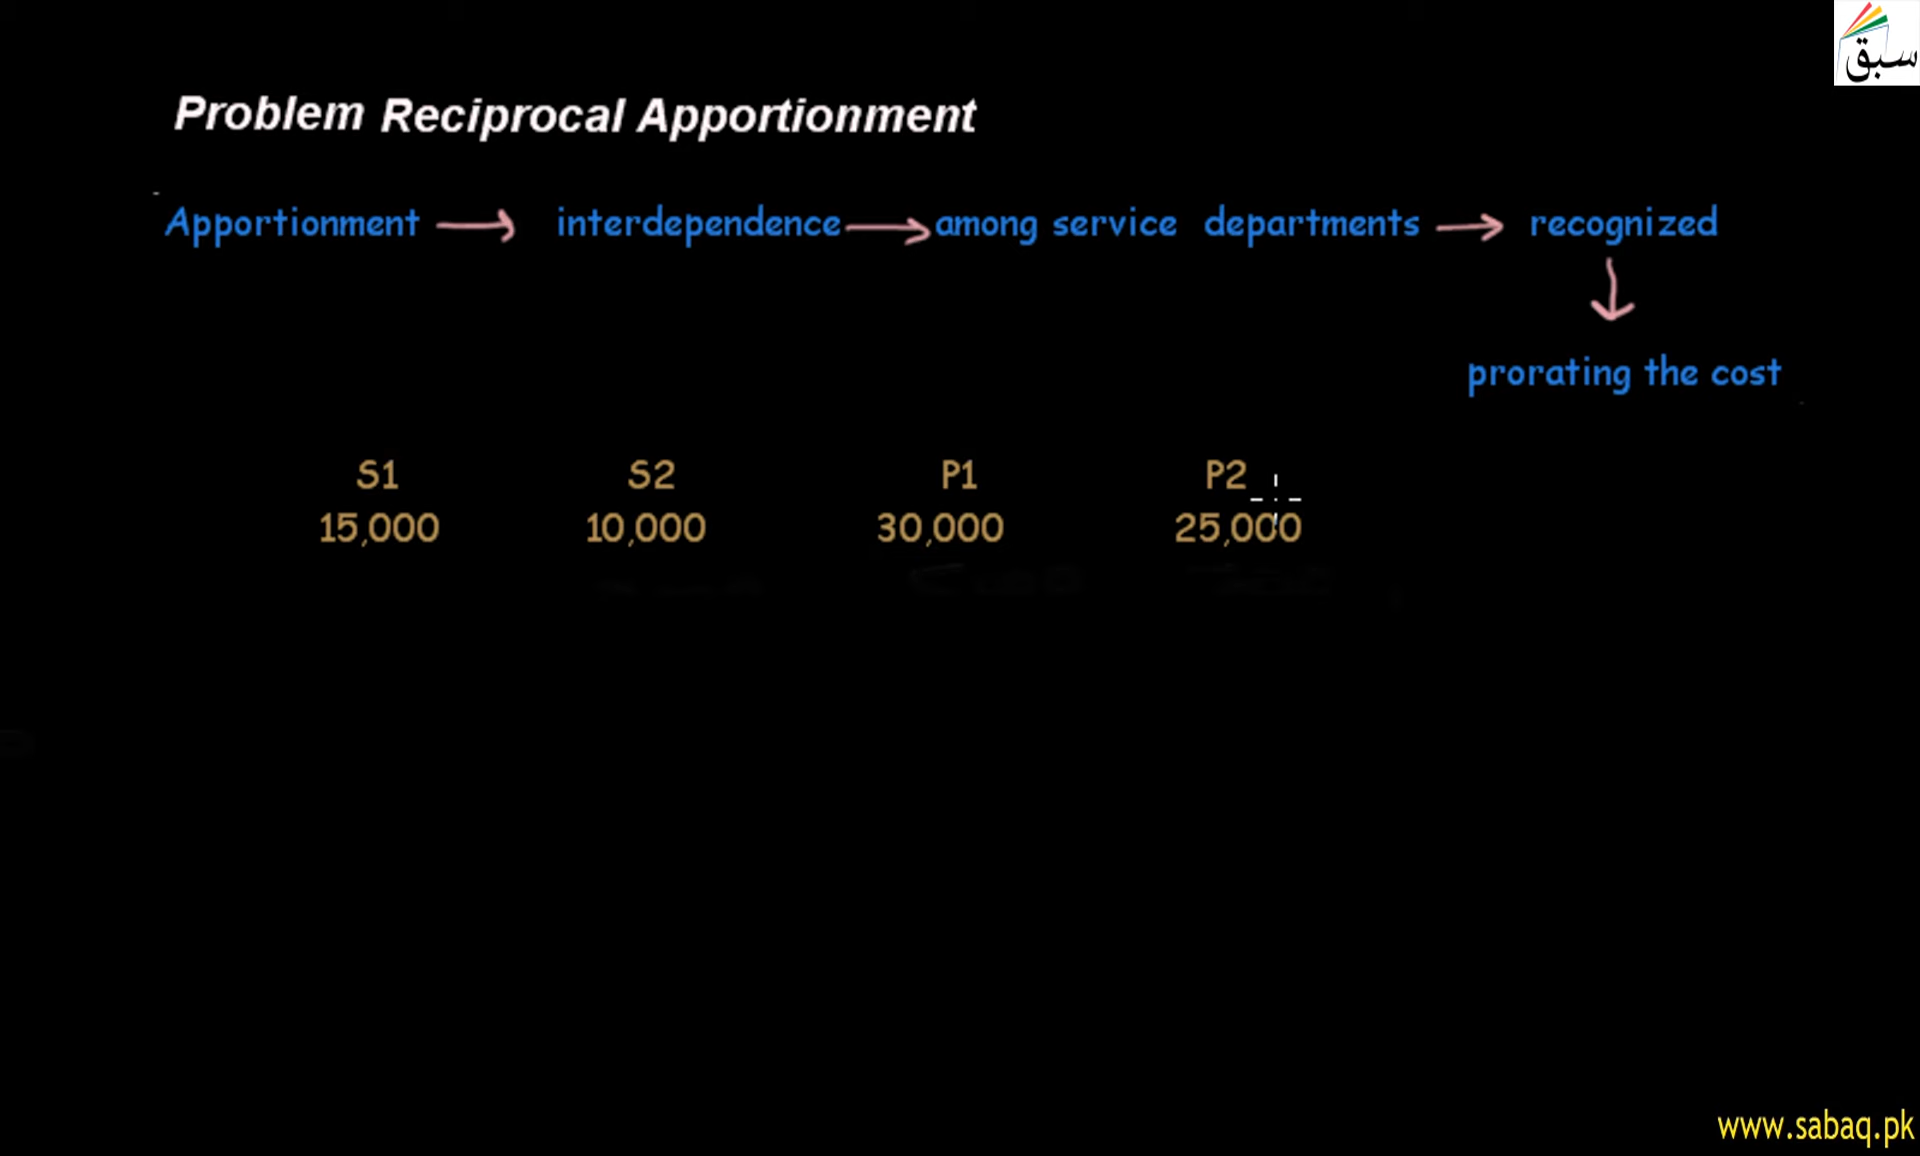 سبق
Problem Reciprocal Apportionment
Apportionment → interdependence → among service departments → recognized
↓
prorating the cost
S1 S2 P1 P2
15,000 10,000 30,000 25,000
www.sabaq.pk